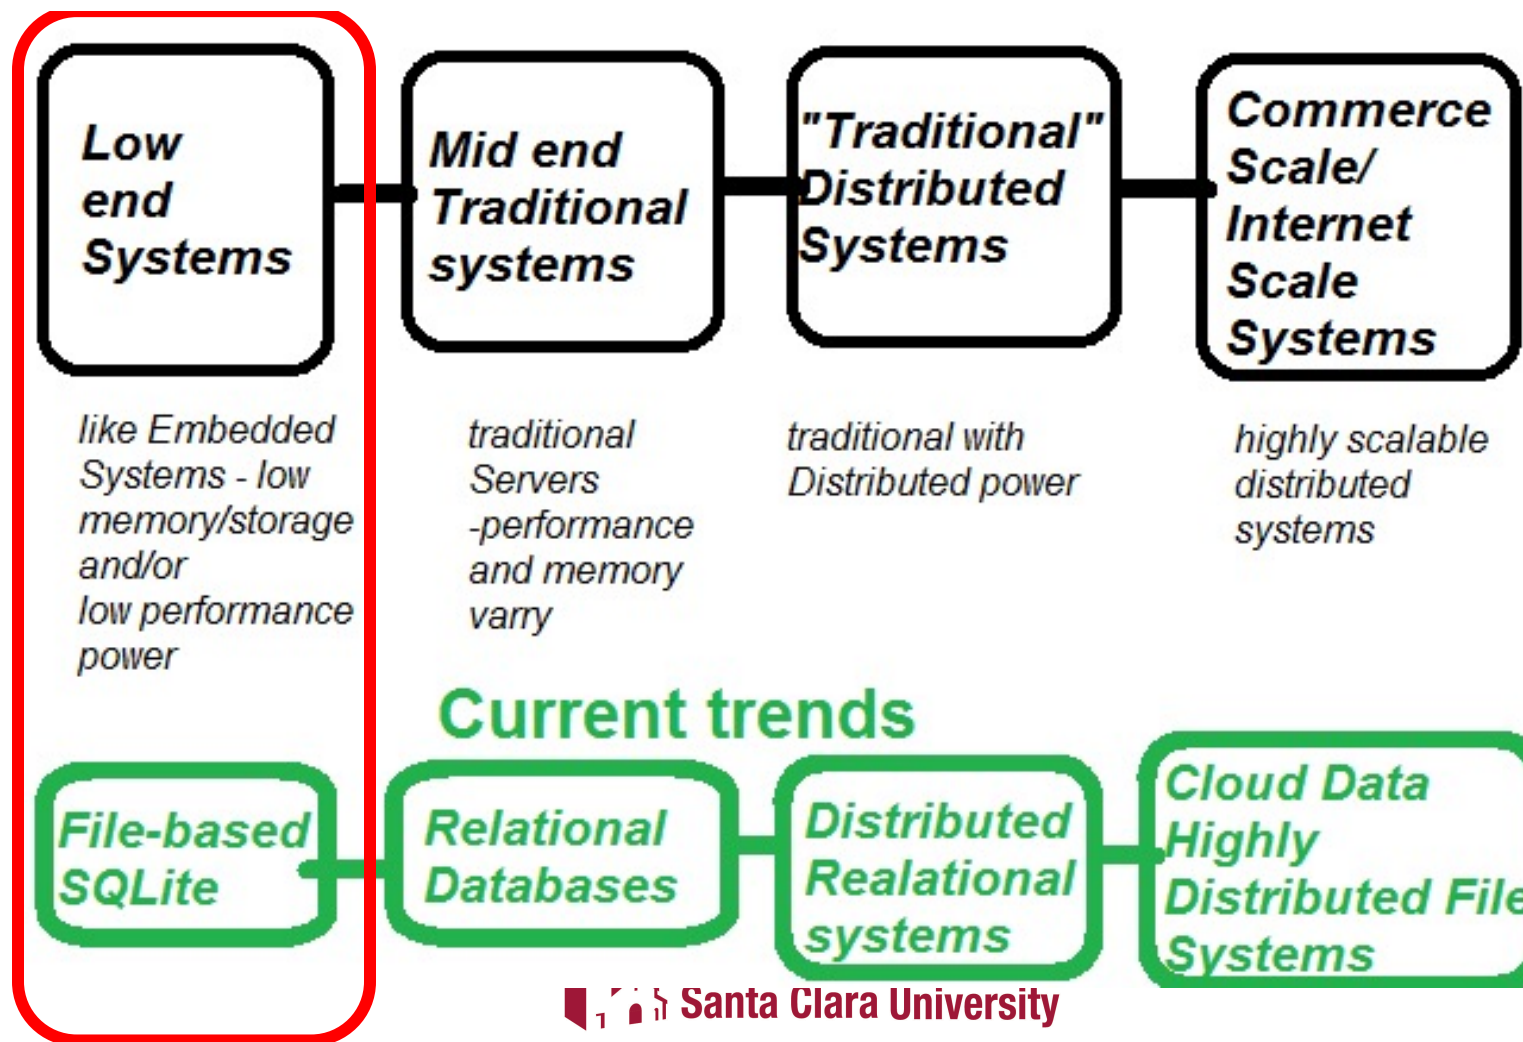 Low
end
Systems
Mid end
Traditional
systems
"Traditional"
Distributed
Systems
Commerce
Scale/
Internet
Scale
Systems
like Embedded
Systems - low
memory/storage
and/or
low performance
power
traditional
Servers
-performance
and memory
varry
traditional with
Distributed power
highly scalable
distributed
systems
Current trends
File-based
SQLite
Relational
Databases
Distributed
Realational
systems
Cloud Data
Highly
Distributed File
Systems
Santa Clara University